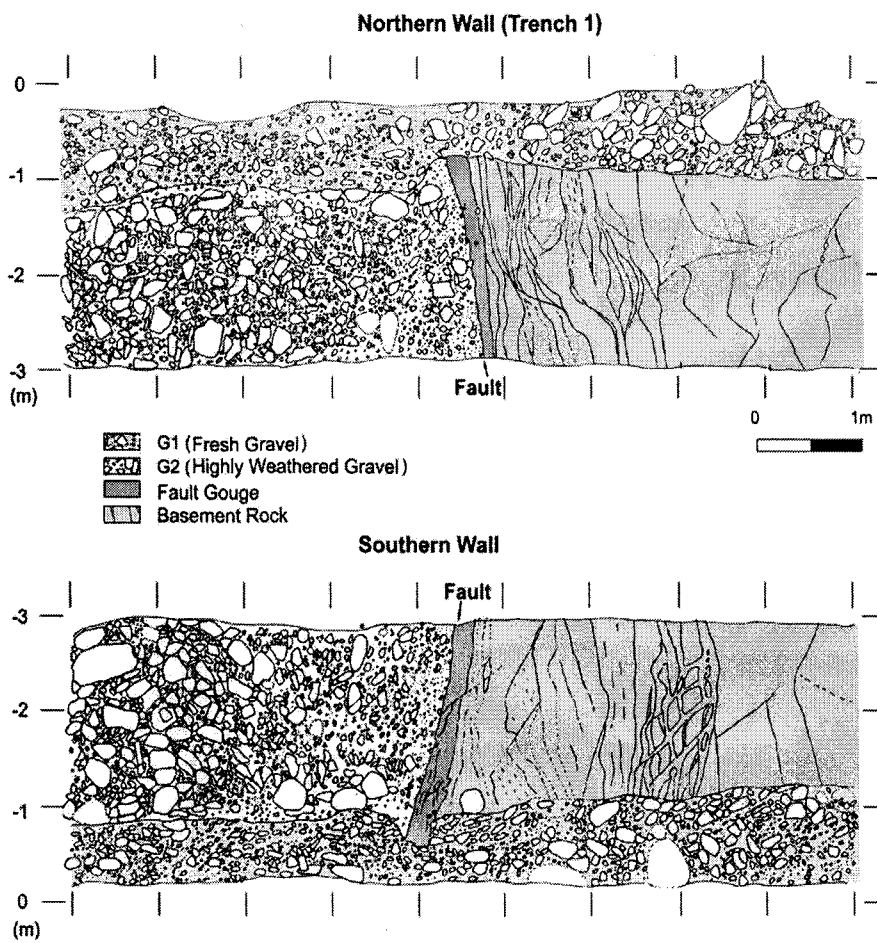 Northern Wall (Trench 1)
0
-1
-2
-3
(m)
Fault
0 1m
G1 (Fresh Gravel)
G2 (Highly Weathered Gravel)
Fault Gouge
Basement Rock
Southern Wall
Fault
-3
-2
-1
0
(m)